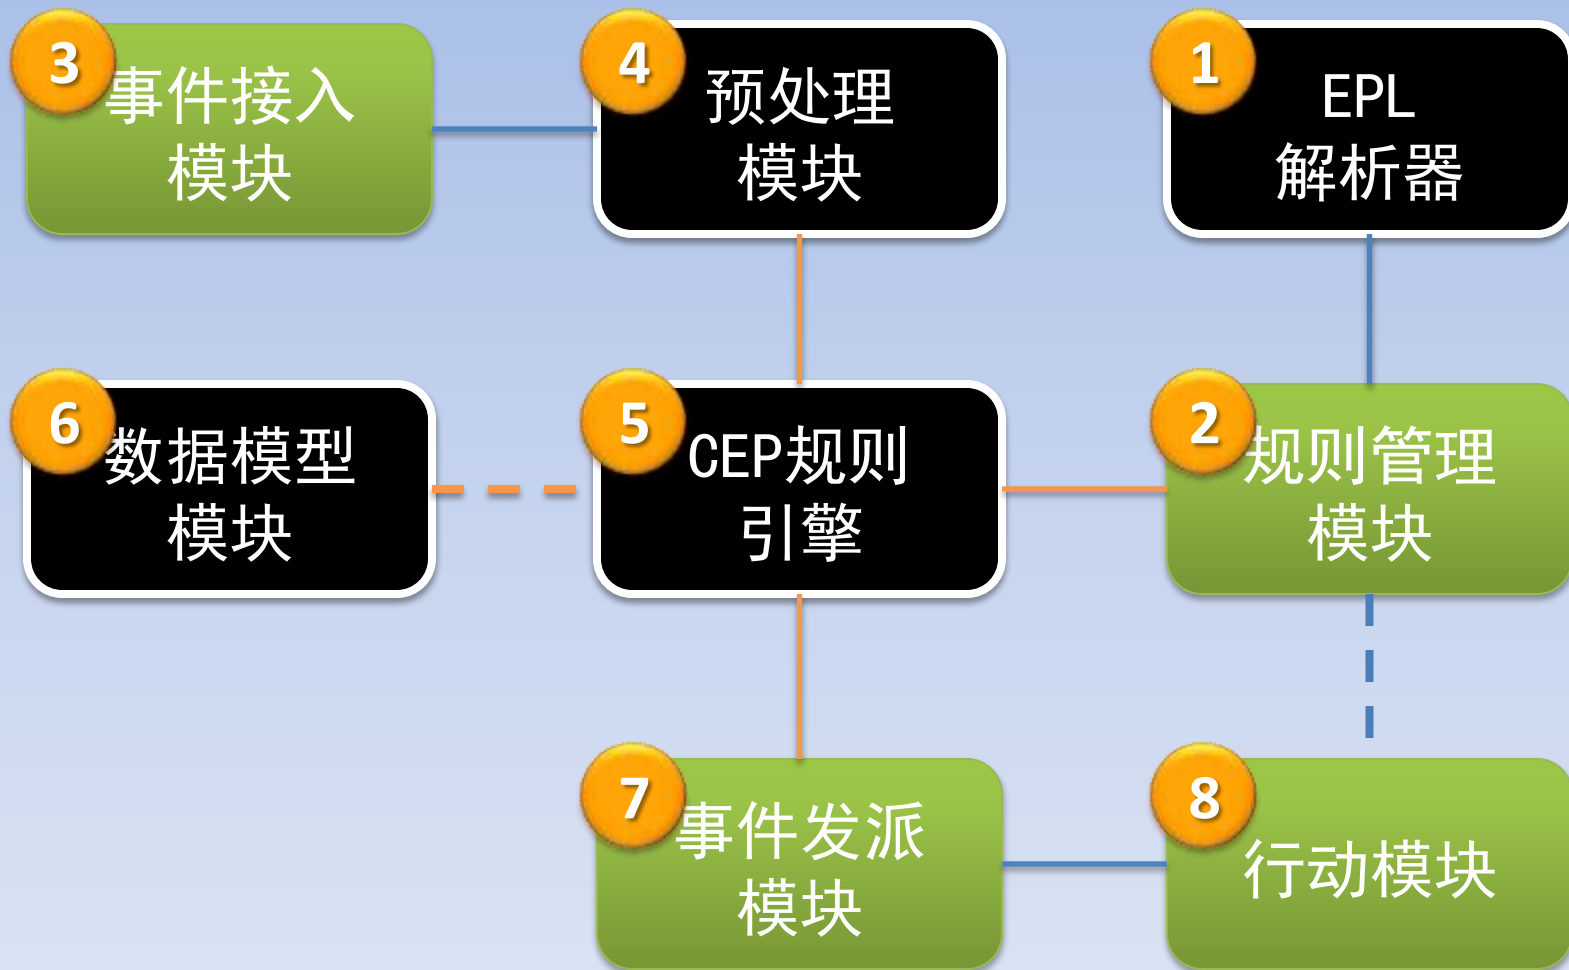 3
事件接入
模块
4
预处理
模块
1
EPL
解析器
6
数据模型
模块
5
CEP规则
引擎
2
规则管理
模块
7
事件发派
模块
8
行动模块